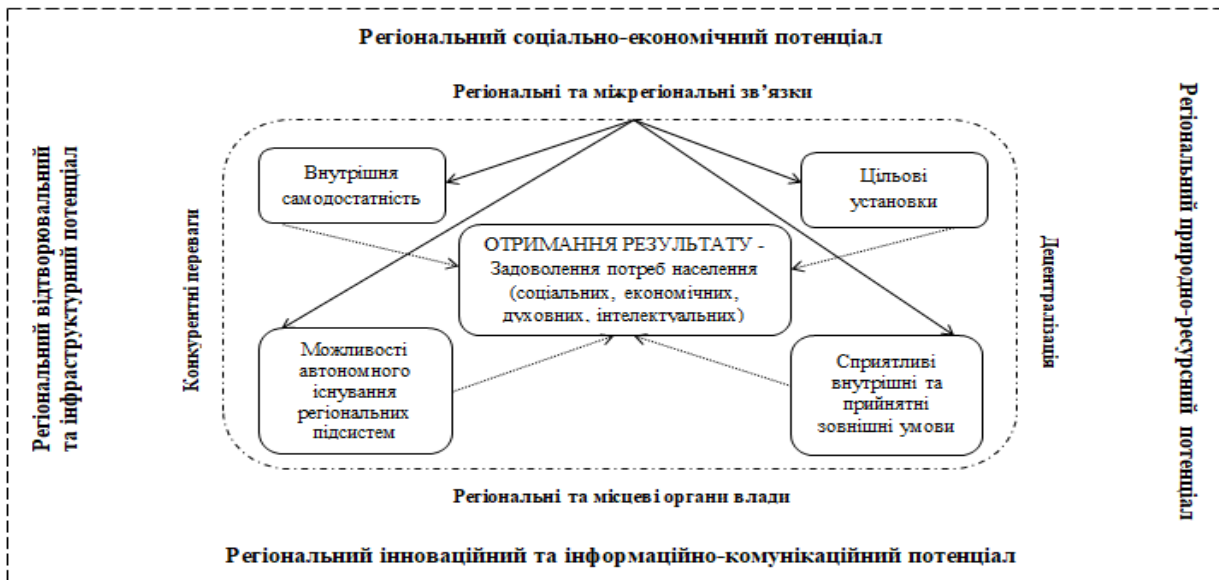 Регіональний соціально-економічний потенціал
Регіональні та міжрегіональні зв’язки
Регіональний відтворювальний
та інфраструктурний потенціал
Конкурентні переваги
Внутрішня
самодостатність
Цільові
установки
ОТРИМАННЯ РЕЗУЛЬТАТУ -
Задоволення потреб населення
(соціальних, економічних,
духовних, інтелектуальних)
Можливості
автономного
існування
регіональних
підсистем
Сприятливі
внутрішні та
прийнятні
зовнішні умови
Децентралізація
Регіональний природно-ресурсний потенціал
Регіональні та місцеві органи влади
Регіональний інноваційний та інформаційно-комунікаційний потенціал